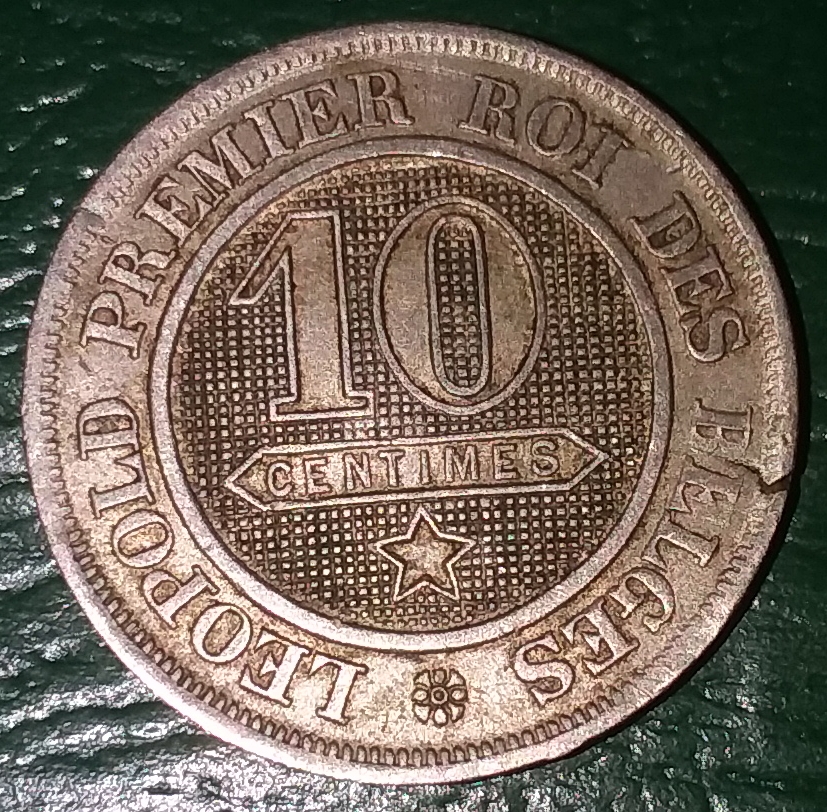 LEOPOLD PREMIER ROI DES BELGES
10
CENTIMES